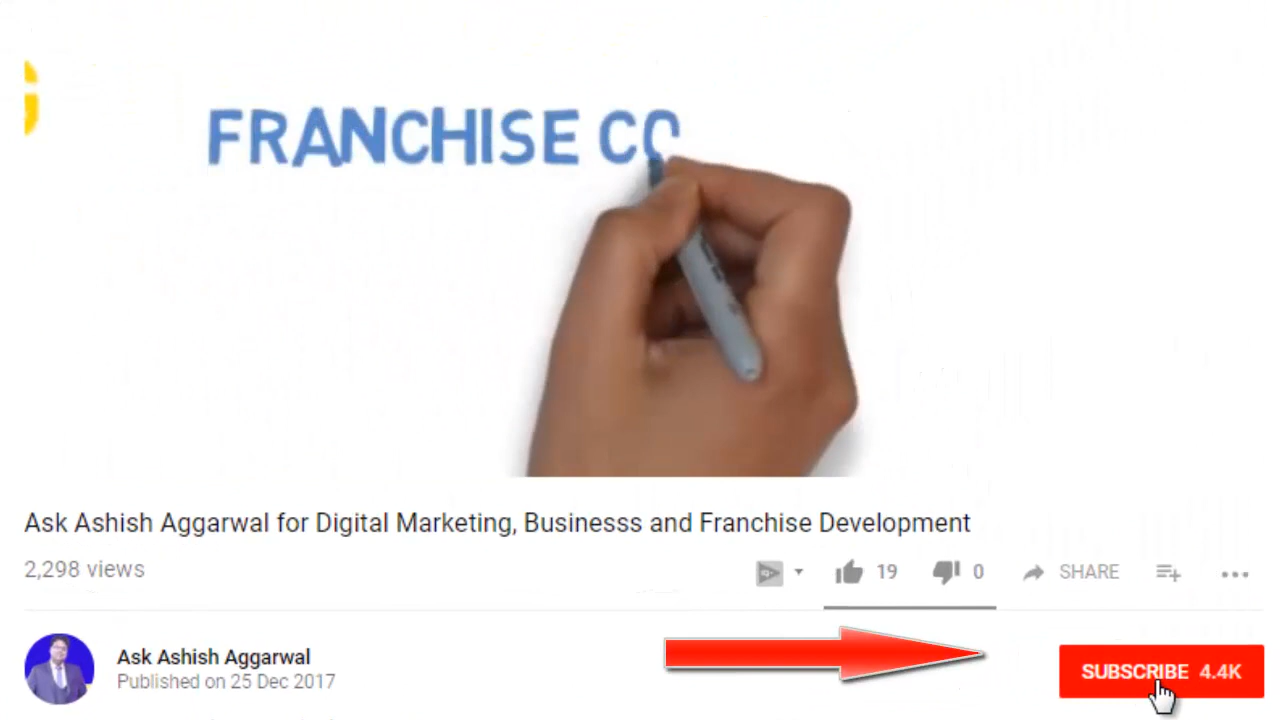 G
FRANCHISE CO
Ask Ashish Aggarwal for Digital Marketing, Businesss and Franchise Development
2,298 views
19 0 SHARE
Ask Ashish Aggarwal
Published on 25 Dec 2017
SUBSCRIBE 4.4K